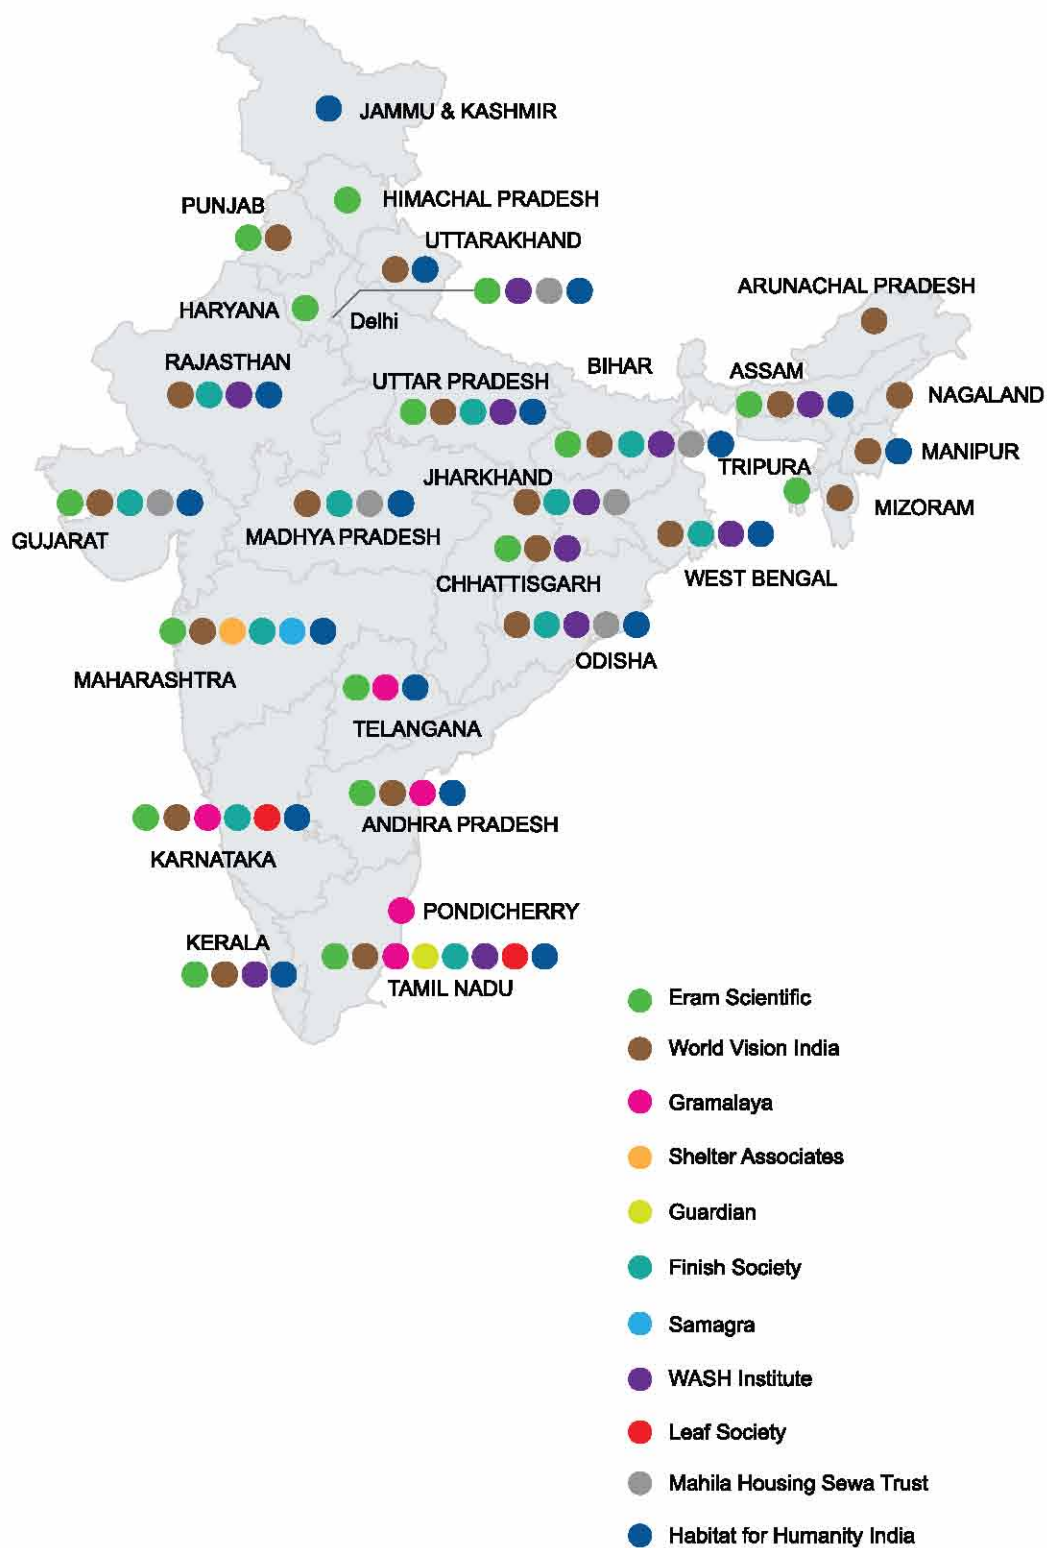 JAMMU & KASHMIR
HIMACHAL PRADESH
PUNJAB
UTTARAKHAND
ARUNACHAL PRADESH
HARYANA
Delhi
RAJASTHAN
BIHAR
ASSAM
UTTAR PRADESH
NAGALAND
MANIPUR
TRIPURA
JHARKHAND
MIZORAM
GUJARAT
MADHYA PRADESH
WEST BENGAL
CHHATTISGARH
ODISHA
MAHARASHTRA
TELANGANA
ANDHRA PRADESH
KARNATAKA
PONDICHERRY
KERALA
TAMIL NADU
Eram Scientific
World Vision India
Gramalaya
Shelter Associates
Guardian
Finish Society
Samagra
WASH Institute
Leaf Society
Mahila Housing Sewa Trust
Habitat for Humanity India